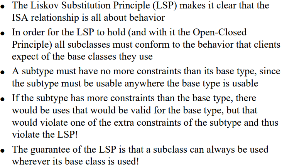 • The Liskov Substitution Principle (LSP) makes it clear that the
ISA relationship is all about behavior
• In order for the LSP to hold (and with it the Open-Closed
Principle) all subclasses must conform to the behavior that clients
expect of the base classes they use
• A subtype must have no more constraints than its base type, since
the subtype must be usable anywhere the base type is usable
• If the subtype has more constraints than the base type, there
would be uses that would be valid for the base type, but that
would violate one of the extra constraints of the subtype and thus
violate the LSP!
• The guarantee of the LSP is that a subclass can always be used
wherever its base class is used!